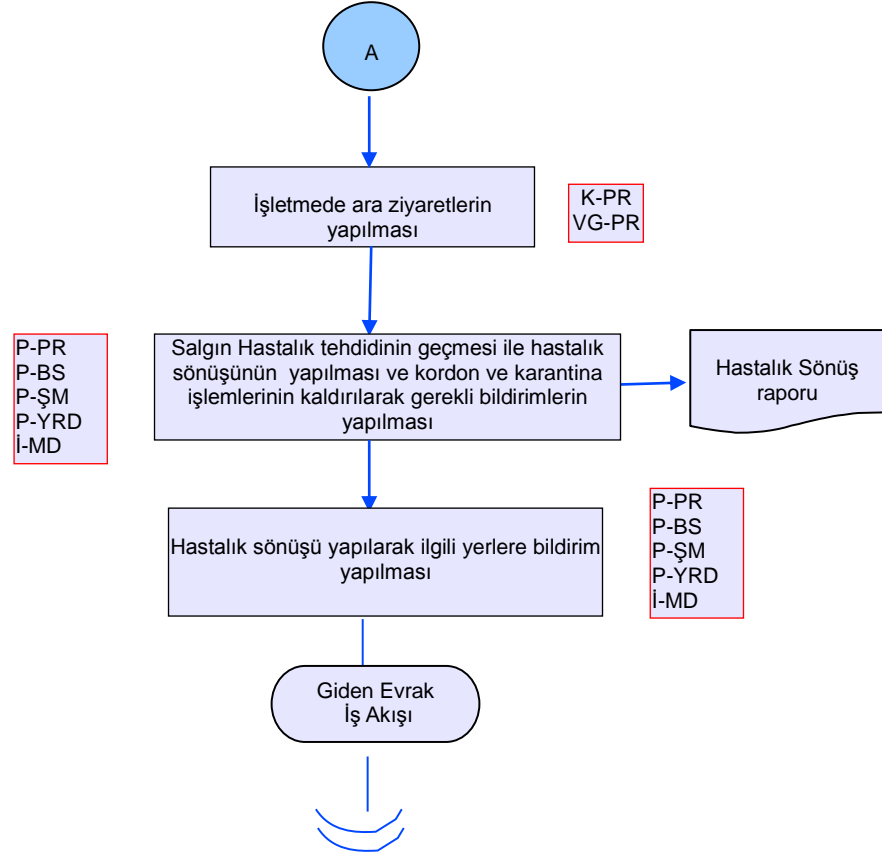 A
İşletmede ara ziyaretlerin
yapılması
K-PR
VG-PR
P-PR
P-BS
P-ŞM
P-YRD
İ-MD
Salgın Hastalık tehdidinin geçmesi ile hastalık
sönüşünün yapılması ve kordon ve karantina
işlemlerinin kaldırılarak gerekli bildirimlerin
yapılması
Hastalık Sönüş
raporu
Hastalık sönüşü yapılarak ilgili yerlere bildirim
yapılması
P-PR
P-BS
P-ŞM
P-YRD
İ-MD
Giden Evrak
İş Akışı